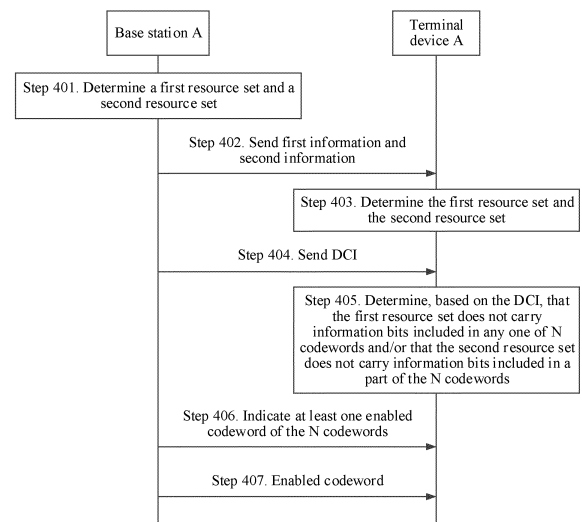 Base station A
Terminal
device A
Step 401. Determine a first resource set and a
second resource set
Step 402. Send first information and
second information
Step 403. Determine the first resource set and
the second resource set
Step 404. Send DCI
Step 405. Determine, based on the DCI, that
the first resource set does not carry
information bits included in any one of N
codewords and/or that the second resource set
does not carry information bits included in a
part of the N codewords
Step 406. Indicate at least one enabled
codeword of the N codewords
Step 407. Enabled codeword